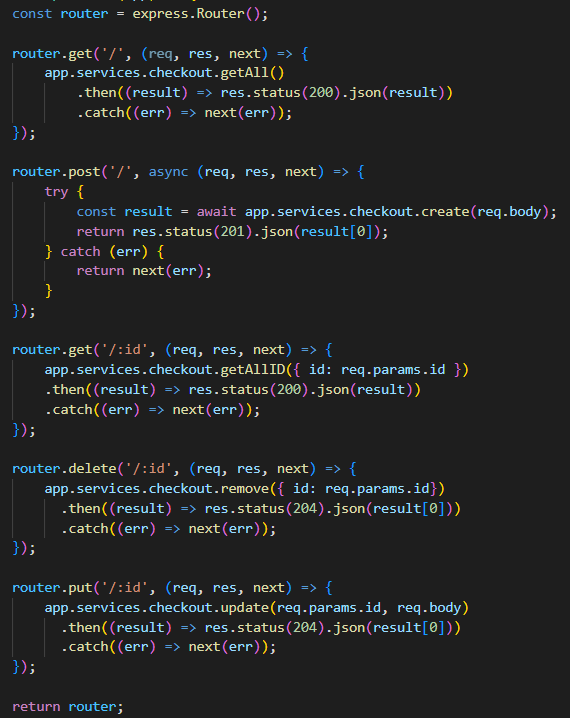 const router = express.Router();
router.get('/', (req, res, next) => {
    app.services.checkout.getAll()
        .then((result) => res.status(200).json(result))
        .catch((err) => next(err));
});
router.post('/', async (req, res, next) => {
    try {
        const result = await app.services.checkout.create(req.body);
        return res.status(201).json(result[0]);
    } catch (err) {
        return next(err);
    }
});
router.get('/:id', (req, res, next) => {
    app.services.checkout.getAllID({ id: req.params.id })
    .then((result) => res.status(200).json(result))
    .catch((err) => next(err));
});
router.delete('/:id', (req, res, next) => {
    app.services.checkout.remove({ id: req.params.id})
      .then((result) => res.status(204).json(result[0]))
      .catch((err) => next(err));
});
router.put('/:id', (req, res, next) => {
    app.services.checkout.update(req.params.id, req.body)
      .then((result) => res.status(204).json(result[0]))
      .catch((err) => next(err));
});
return router;